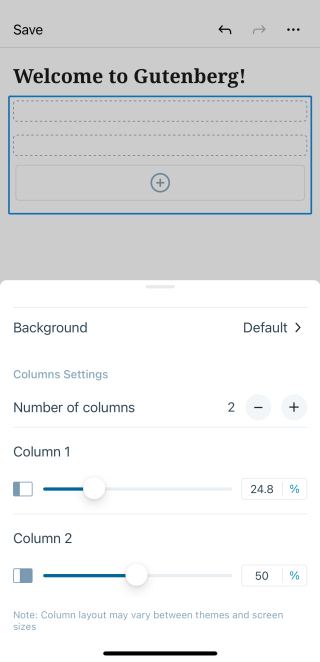 Save
Welcome to Gutenberg!
Background Default
Columns Settings
Number of columns 2
Column 1
24.8 %
Column 2
50 %
Note: Column layout may vary between themes and screen
sizes